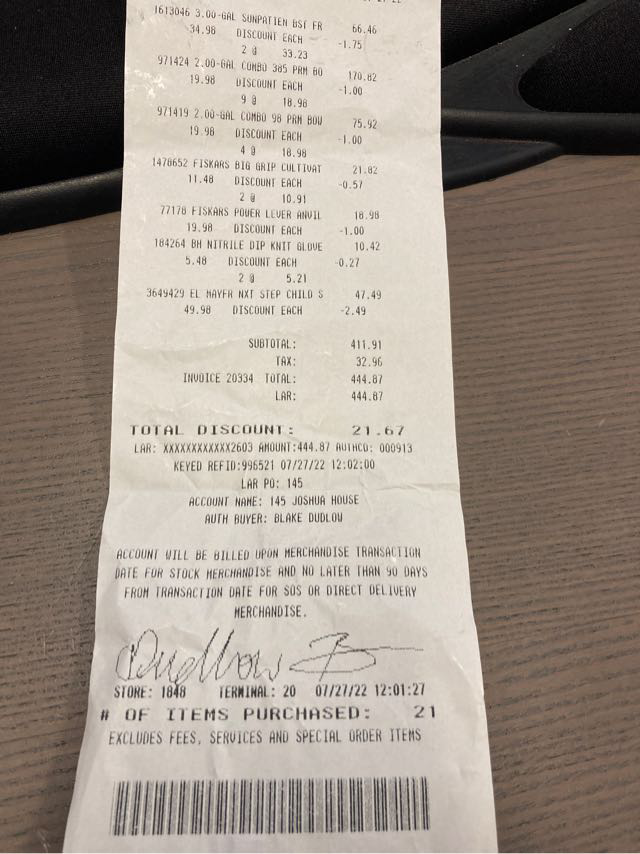 1613046 3.00-GAL SUNPATIEN BST FR 66.46
34.98 DISCOUNT EACH -1.75
2 @ 33.23
971424 2.00-GAL COMBO 385 PRM BO 170.82
19.98 DISCOUNT EACH -1.00
9 @ 18.98
971419 2.00-GAL COMBO 98 PRM BOW 75.92
19.98 DISCOUNT EACH -1.00
4 @ 18.98
1478652 FISKARS BIG GRIP CULTIVAT 21.82
11.48 DISCOUNT EACH -0.57
2 @ 10.91
77178 FISKARS POWER LEVER ANVIL 18.98
19.98 DISCOUNT EACH -1.00
184264 BH NITRILE DIP KNIT GLOVE 10.42
5.48 DISCOUNT EACH -0.27
2 @ 5.21
3649429 EL MAYFR NXT STEP CHILD S 47.49
49.98 DISCOUNT EACH -2.49
SUBTOTAL: 411.91
TAX: 32.96
INVOICE 20334 TOTAL: 444.87
LAR: 444.87
TOTAL DISCOUNT: 21.67
LAR: XXXXXXXXXXXX2603 AMOUNT:444.87 AUTHCD: 000913
KEYED REFID:996521 07/27/22 12:02:00
LAR PO: 145
ACCOUNT NAME: 145 JOSHUA HOUSE
AUTH BUYER: BLAKE DUDLOW
ACCOUNT WILL BE BILLED UPON MERCHANDISE TRANSACTION
DATE FOR STOCK MERCHANDISE AND NO LATER THAN 90 DAYS
FROM TRANSACTION DATE FOR SOS OR DIRECT DELIVERY
MERCHANDISE.
STORE: 1848 TERMINAL: 20 07/27/22 12:01:27
# OF ITEMS PURCHASED: 21
EXCLUDES FEES, SERVICES AND SPECIAL ORDER ITEMS